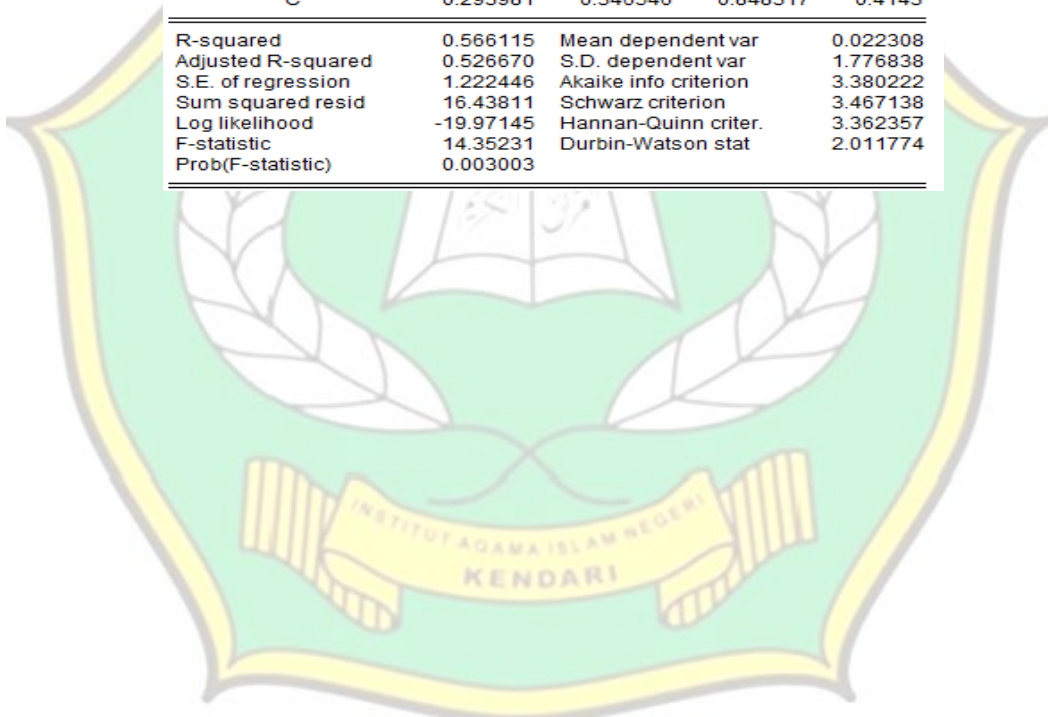 R-squared 0.566115 Mean dependent var 0.022308
Adjusted R-squared 0.526670 S.D. dependent var 1.776838
S.E. of regression 1.222446 Akaike info criterion 3.380222
Sum squared resid 16.43811 Schwarz criterion 3.467138
Log likelihood -19.97145 Hannan-Quinn criter. 3.362357
F-statistic 14.35231 Durbin-Watson stat 2.011774
Prob(F-statistic) 0.003003
INSTITUT AGAMA ISLAM NEGERI
KENDARI